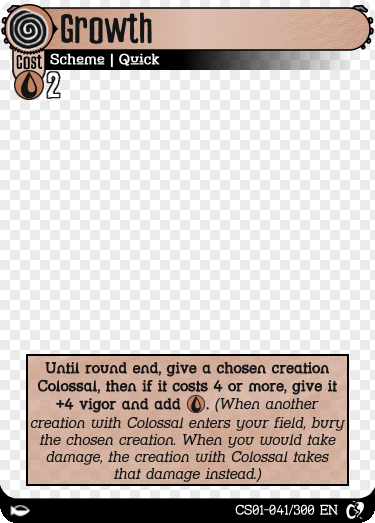 Growth
Cost
Scheme | Quick
2
Until round end, give a chosen creation
Colossal, then if it costs 4 or more, give it
+4 vigor and add . (When another
creation with Colossal enters your field, bury
the chosen creation. When you would take
damage, the creation with Colossal takes
that damage instead.)
CS01-041/300 EN